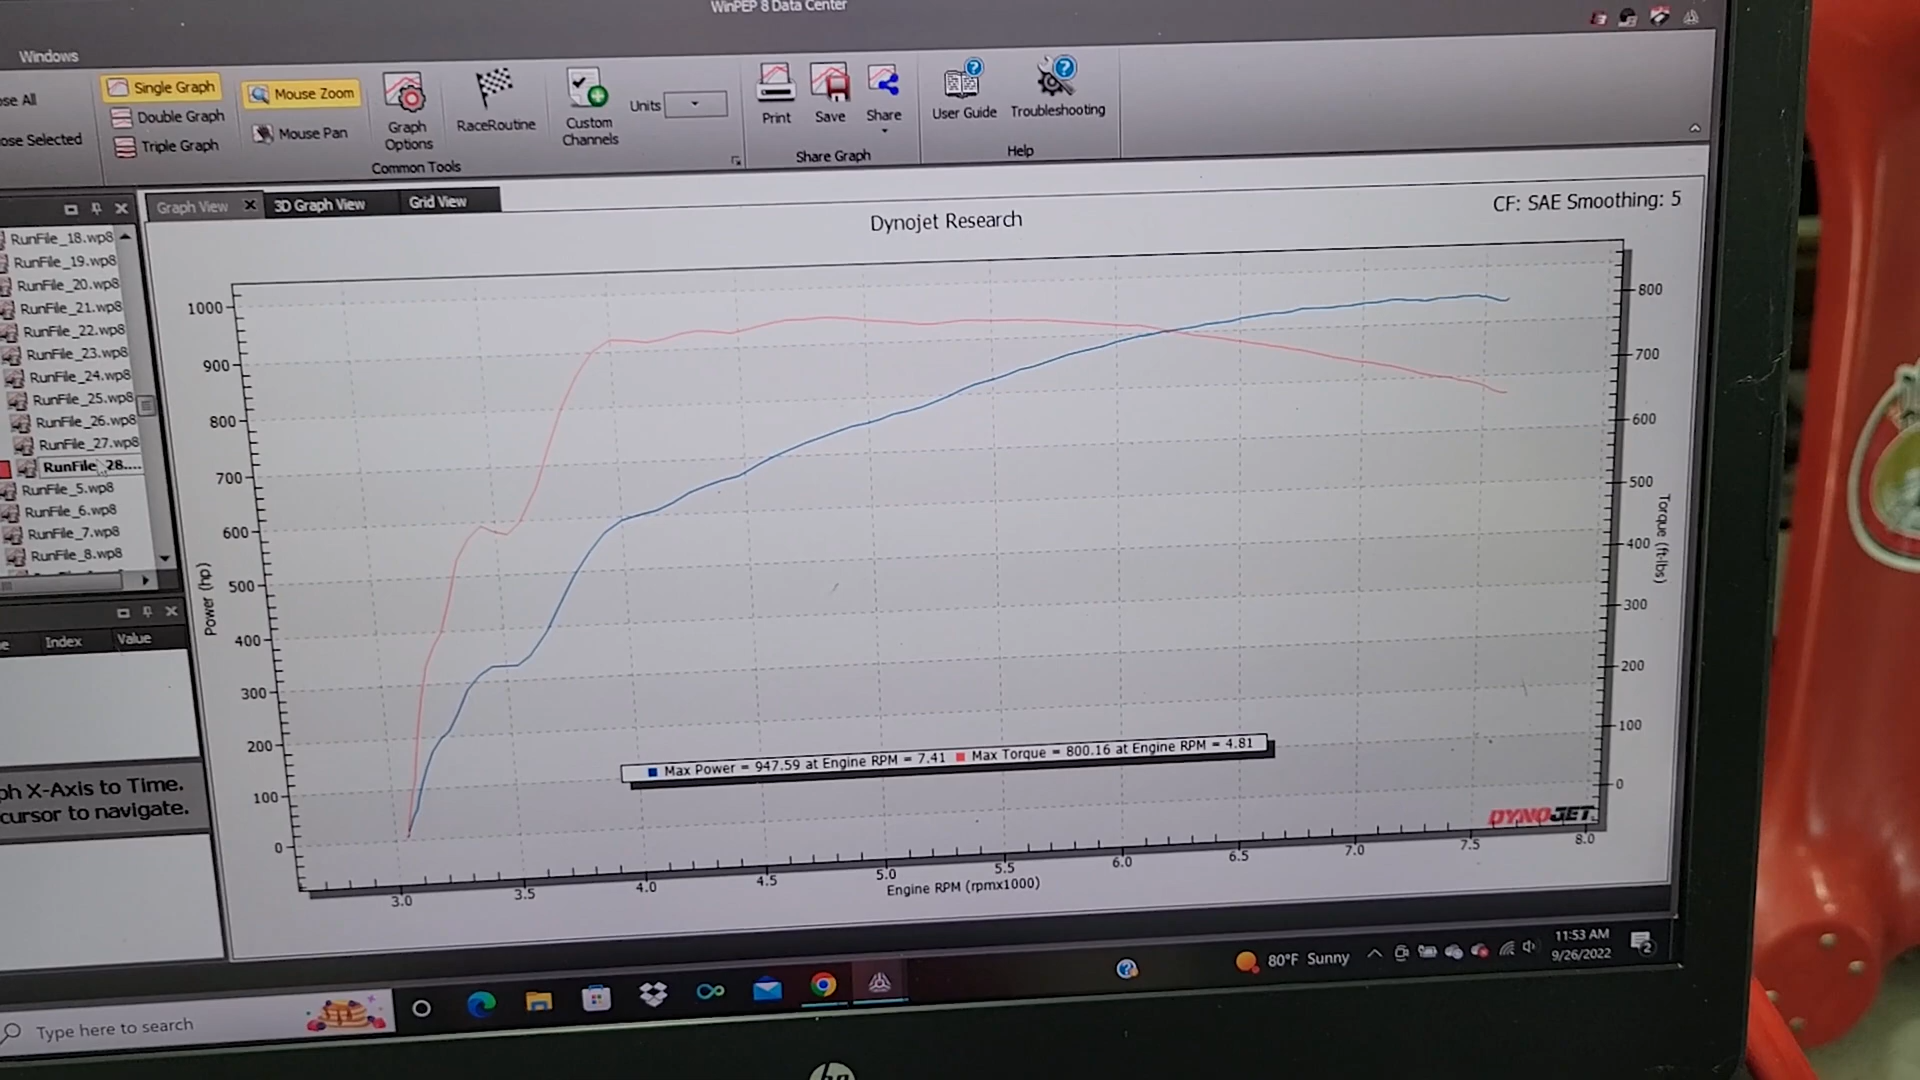 WinPEP 8 Data Center
Windows
ose All
ose Selected
Single Graph
Double Graph
Triple Graph
Mouse Zoom
Mouse Pan
Graph Options
RaceRoutine
Custom Channels
Units
Common Tools
Print
Save
Share
Share Graph
User Guide
Troubleshooting
Help
Graph View
3D Graph View
Grid View
RunFile_18.wp8
RunFile_19.wp8
RunFile_20.wp8
RunFile_21.wp8
RunFile_22.wp8
RunFile_23.wp8
RunFile_24.wp8
RunFile_25.wp8
RunFile_26.wp8
RunFile_27.wp8
RunFile_28....
RunFile_5.wp8
RunFile_6.wp8
RunFile_7.wp8
RunFile_8.wp8
e Index Value
ph X-Axis to Time.
cursor to navigate.
Dynojet Research
CF: SAE Smoothing: 5
1000
900
800
700
600
500
400
300
200
100
0
Power (hp)
800
700
600
500
400
300
200
100
0
Torque (ft-lbs)
Max Power = 947.59 at Engine RPM = 7.41 Max Torque = 800.16 at Engine RPM = 4.81
DYNOJET
3.0 3.5 4.0 4.5 5.0 5.5 6.0 6.5 7.0 7.5 8.0
Engine RPM (rpmx1000)
Type here to search
80°F Sunny
11:53 AM
9/26/2022
2
hp